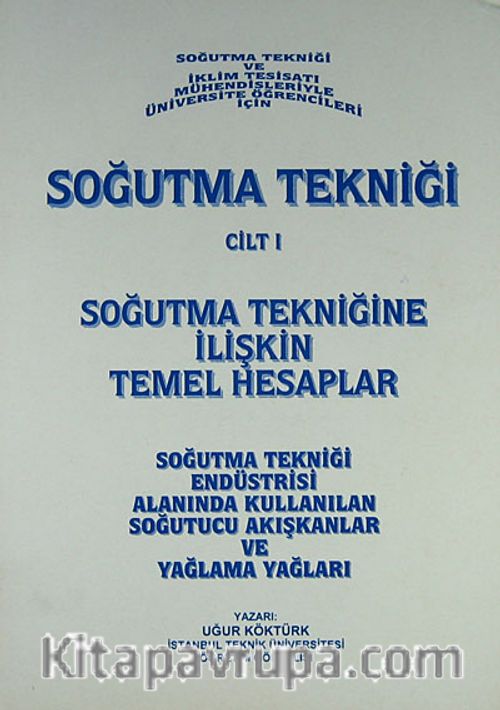 SOĞUTMA TEKNİĞİ
VE
İKLİM TESİSATI
MÜHENDİSLERİYLE
ÜNİVERSİTE ÖĞRENCİLERİ
İÇİN
SOĞUTMA TEKNİĞİ
CİLT I
SOĞUTMA TEKNİĞİNE
İLİŞKİN
TEMEL HESAPLAR
SOĞUTMA TEKNİĞİ
ENDÜSTRİSİ
ALANINDA KULLANILAN
SOĞUTUCU AKIŞKANLAR
VE
YAĞLAMA YAĞLARI
YAZARI:
UĞUR KÖKTÜRK
İSTANBUL TEKNİK ÜNİVERSİTESİ
Kitapavrupa.com